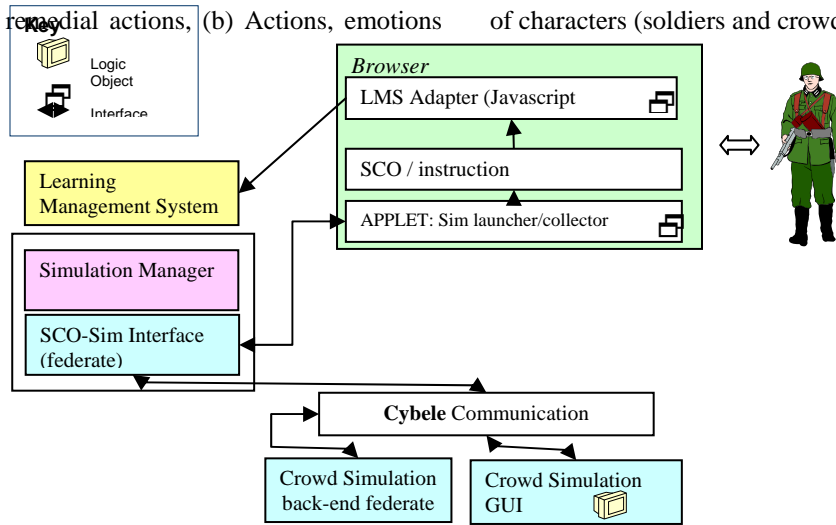 remedial actions, (b) Actions, emotions of characters (soldiers and crowd
Key
Logic
Object
Interface
Browser
LMS Adapter (Javascript
SCO / instruction
APPLET: Sim launcher/collector
Learning
Management System
Simulation Manager
SCO-Sim Interface
(federate)
Cybele Communication
Crowd Simulation
back-end federate
Crowd Simulation
GUI